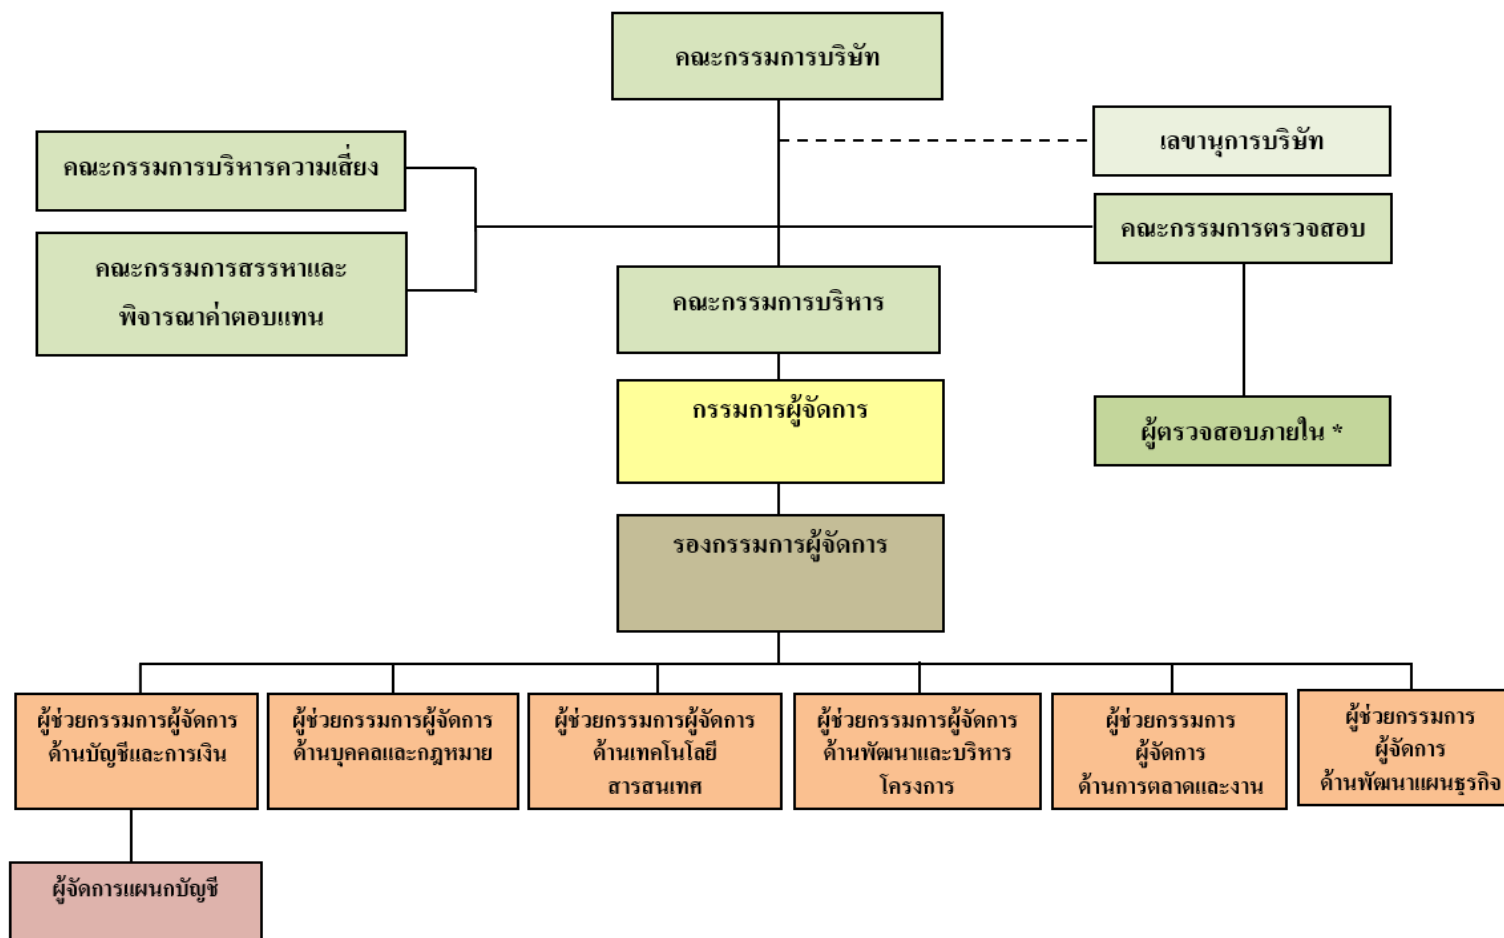 คณะกรรมการบริษัท
เลขานุการบริษัท
คณะกรรมการบริหารความเสี่ยง
คณะกรรมการตรวจสอบ
คณะกรรมการสรรหาและ
พิจารณาค่าตอบแทน
คณะกรรมการบริหาร
กรรมการผู้จัดการ
ผู้ตรวจสอบภายใน *
รองกรรมการผู้จัดการ
ผู้ช่วยกรรมการผู้จัดการ
ด้านบัญชีและการเงิน
ผู้ช่วยกรรมการผู้จัดการ
ด้านบุคคลและกฎหมาย
ผู้ช่วยกรรมการผู้จัดการ
ด้านเทคโนโลยี
สารสนเทศ
ผู้ช่วยกรรมการผู้จัดการ
ด้านพัฒนาและบริหาร
โครงการ
ผู้ช่วยกรรมการ
ผู้จัดการ
ด้านการตลาดและงาน
ผู้ช่วยกรรมการ
ผู้จัดการ
ด้านพัฒนาแผนธุรกิจ
ผู้จัดการแผนกบัญชี